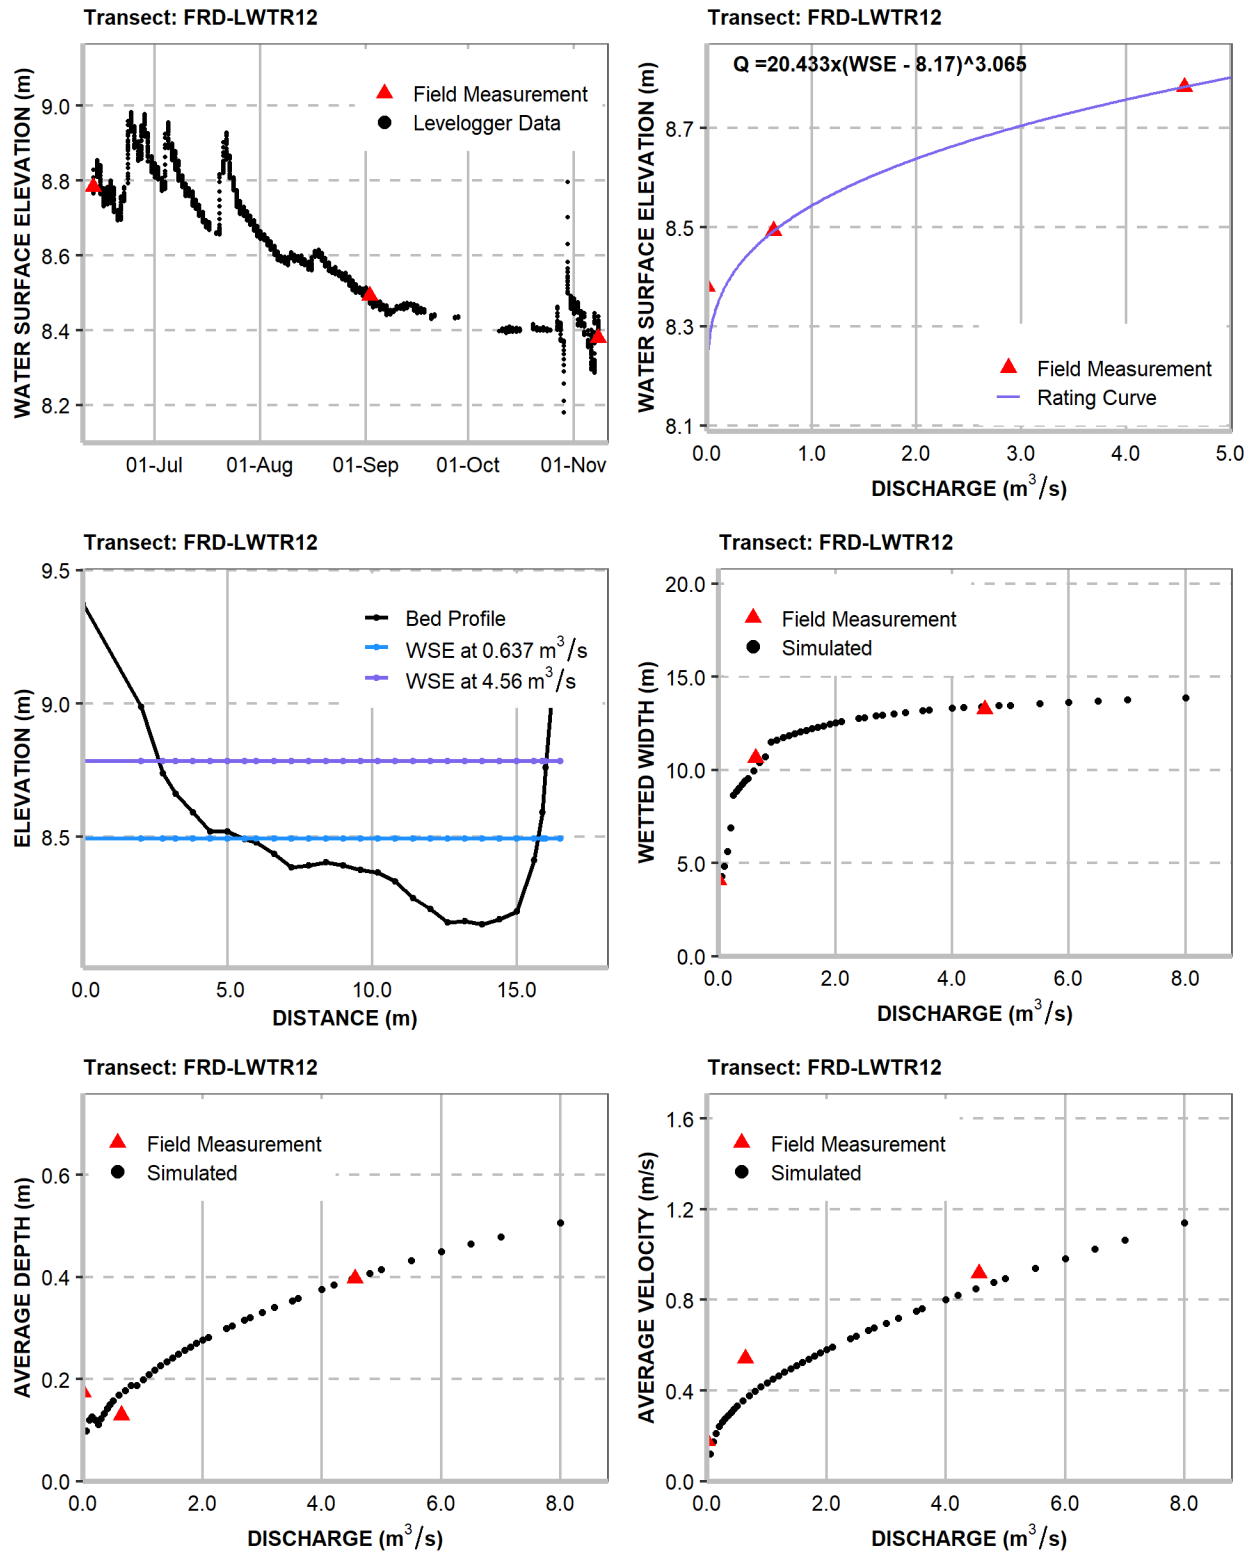 Transect: FRD-LWTR12
WATER SURFACE ELEVATION (m)
9.0
8.8
8.6
8.4
8.2
Field Measurement
Levelogger Data
01-Jul
01-Aug
01-Sep
01-Oct
01-Nov
Transect: FRD-LWTR12
Q =20.433x(WSE - 8.17)^3.065
WATER SURFACE ELEVATION (m)
8.7
8.5
8.3
8.1
Field Measurement
Rating Curve
0.0
1.0
2.0
3.0
4.0
5.0
DISCHARGE (m³/s)
Transect: FRD-LWTR12
ELEVATION (m)
9.5
9.0
8.5
Bed Profile
WSE at 0.637 m³/s
WSE at 4.56 m³/s
0.0
5.0
10.0
15.0
DISTANCE (m)
Transect: FRD-LWTR12
WETTED WIDTH (m)
20.0
15.0
10.0
5.0
0.0
Field Measurement
Simulated
0.0
2.0
4.0
6.0
8.0
DISCHARGE (m³/s)
Transect: FRD-LWTR12
AVERAGE DEPTH (m)
0.6
0.4
0.2
0.0
Field Measurement
Simulated
0.0
2.0
4.0
6.0
8.0
DISCHARGE (m³/s)
Transect: FRD-LWTR12
AVERAGE VELOCITY (m/s)
1.6
1.2
0.8
0.4
0.0
Field Measurement
Simulated
0.0
2.0
4.0
6.0
8.0
DISCHARGE (m³/s)